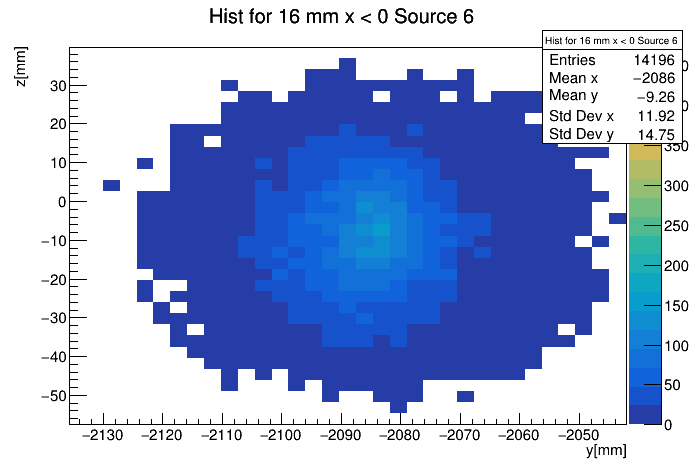 Hist for 16 mm x < 0 Source 6
z[mm]
Hist for 16 mm x < 0 Source 6
Entries 14196
Mean x −2086
Mean y −9.26
Std Dev x 11.92
Std Dev y 14.75
30
20
10
0
−10
−20
−30
−40
−50
350
300
250
200
150
100
50
0
−2130 −2120 −2110 −2100 −2090 −2080 −2070 −2060 −2050
y[mm]